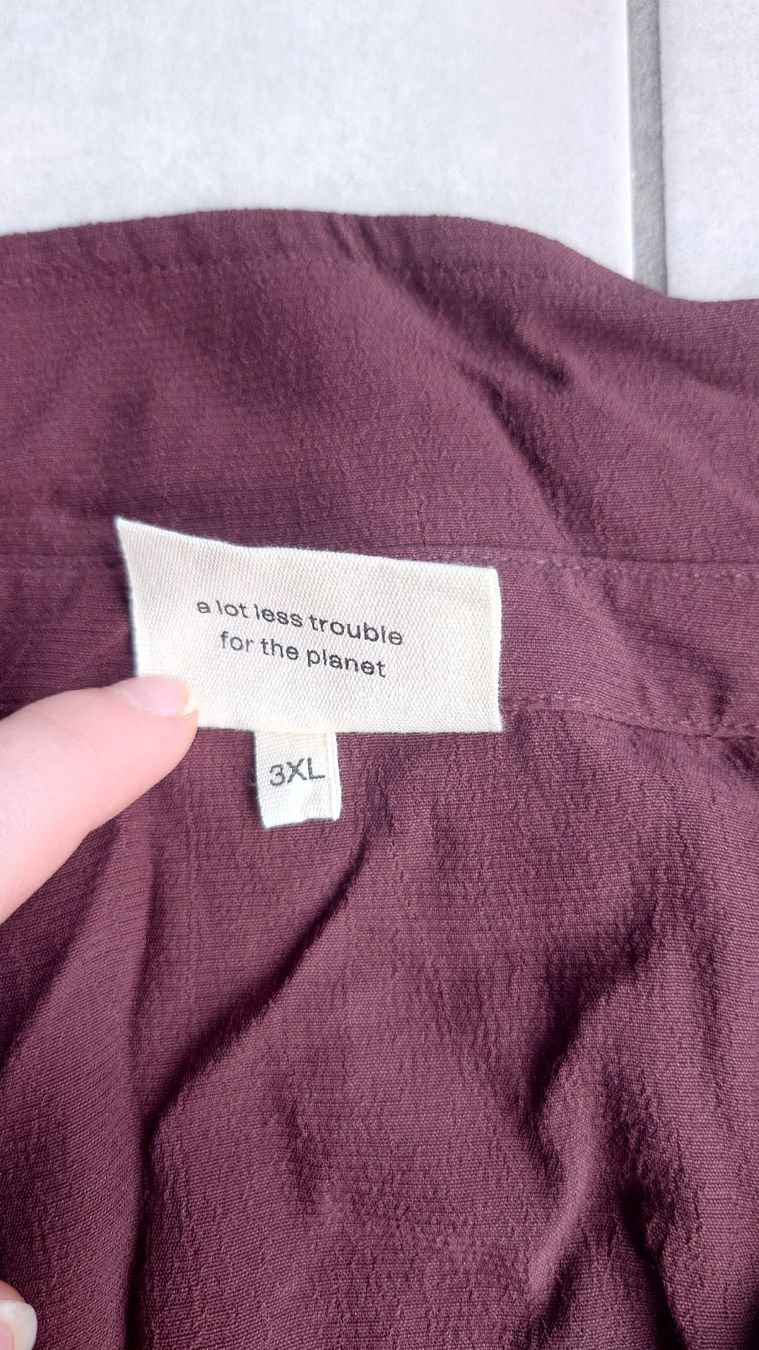 a lot less trouble
for the planet
3XL